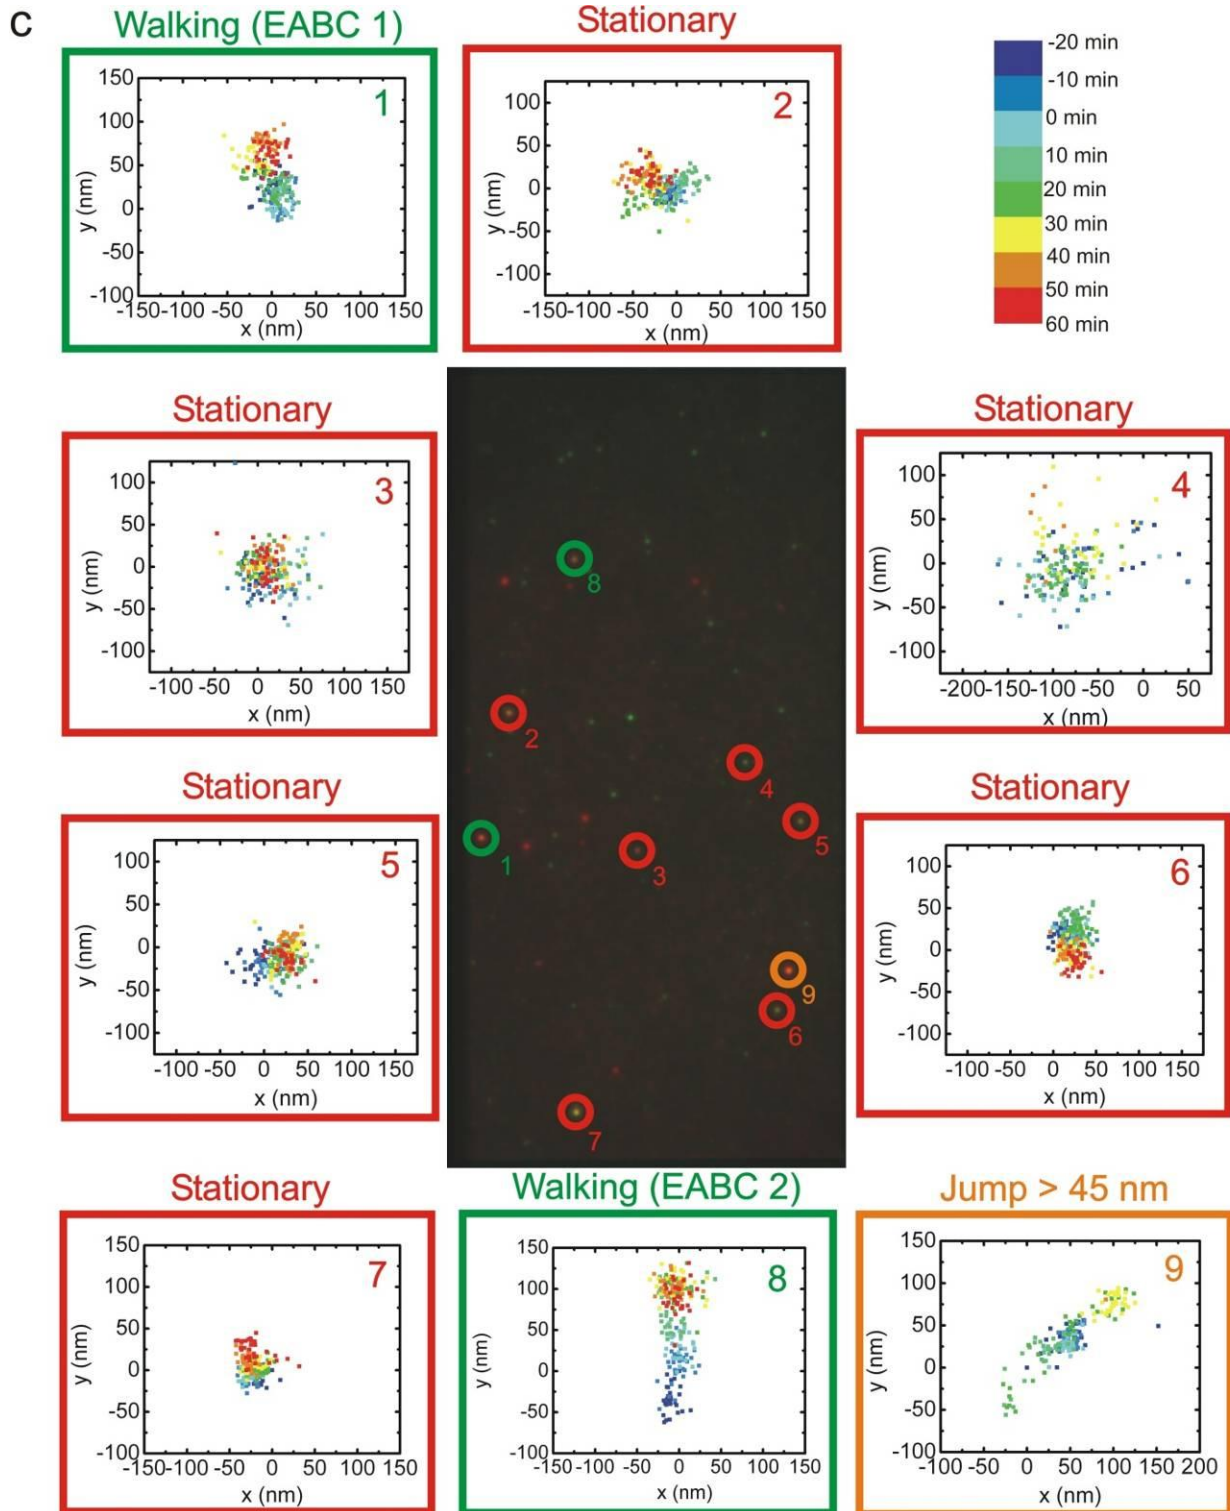 C
Walking (EABC 1)
1
150
100
50
0
-50
-100
y (nm)
-150-100 -50 0 50 100 150
x (nm)
Stationary
2
100
50
0
-50
-100
y (nm)
-150-100 -50 0 50 100 150
x (nm)
-20 min
-10 min
0 min
10 min
20 min
30 min
40 min
50 min
60 min
Stationary
3
100
50
0
-50
-100
y (nm)
-100 -50 0 50 100 150
x (nm)
8
2
4
5
1
3
9
6
7
Stationary
4
100
50
0
-50
-100
y (nm)
-200-150-100 -50 0 50
x (nm)
Stationary
5
100
50
0
-50
-100
y (nm)
-100 -50 0 50 100 150
x (nm)
Stationary
6
100
50
0
-50
-100
y (nm)
-100 -50 0 50 100 150
x (nm)
Stationary
7
150
100
50
0
-50
-100
y (nm)
-100 -50 0 50 100 150
x (nm)
Walking (EABC 2)
8
150
100
50
0
-50
-100
y (nm)
-150 -100 -50 0 50 100 150
x (nm)
Jump > 45 nm
9
150
100
50
0
-50
-100
y (nm)
-100 -50 0 50 100 150 200
x (nm)